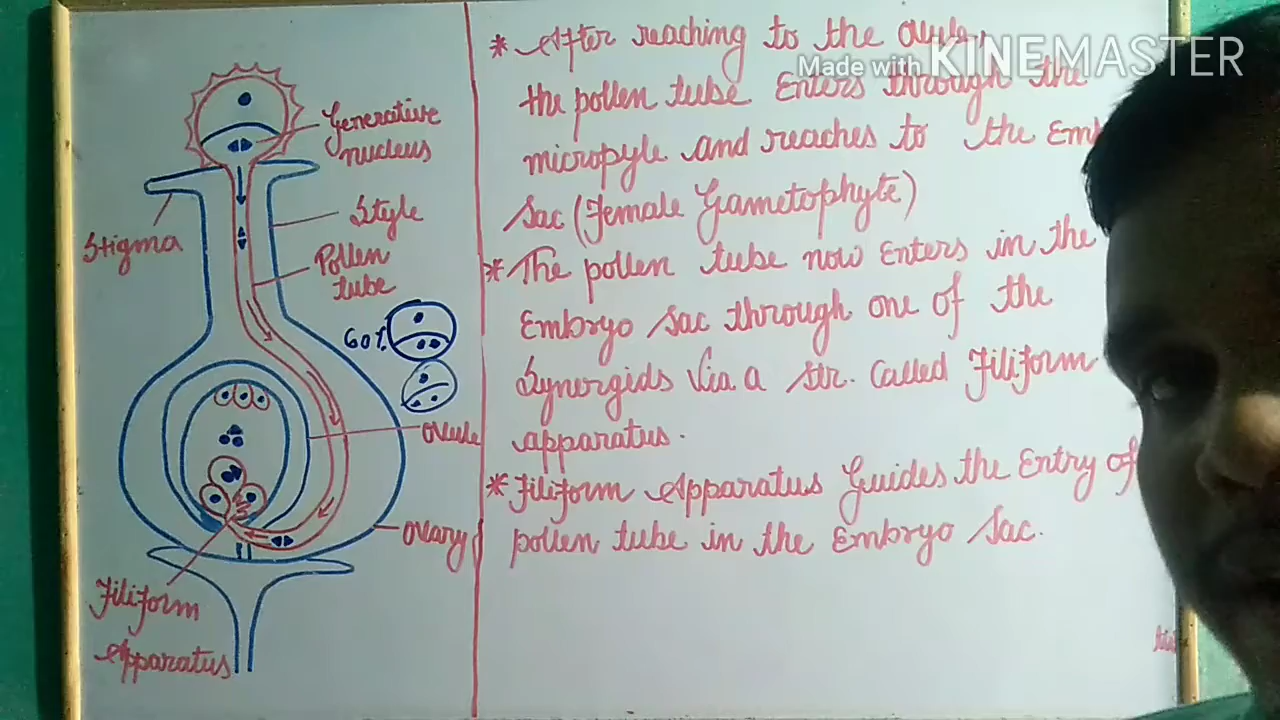 Generative
nucleus
Stigma
Style
Pollen
tube
60%
ovule
ovary
Filiform
Apparatus
* After reaching to the ovule,
the pollen tube Enters through the
micropyle and reaches to the Emb
Sac (Female Gametophyte)
* The pollen tube now Enters in the
Embryo Sac through one of the
Synergids Via a str. Called Filiform
apparatus.
* Filiform Apparatus Guides the Entry of
pollen tube in the Embryo Sac.
Made with KINEMASTER